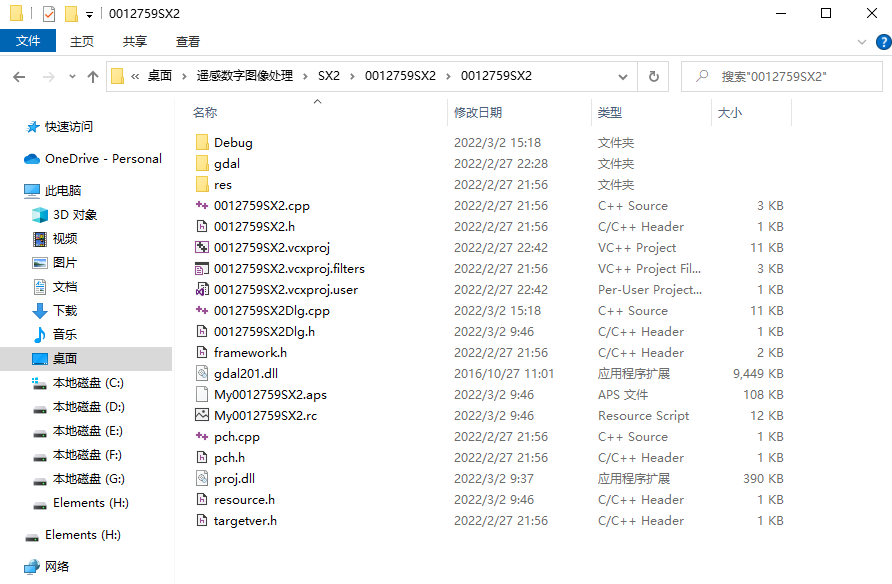 0012759SX2
文件 主页 共享 查看
« 桌面 › 遥感数字图像处理 › SX2 › 0012759SX2 › 0012759SX2 搜索"0012759SX2"
快速访问
OneDrive - Personal
此电脑
3D 对象
视频
图片
文档
下载
音乐
桌面
本地磁盘 (C:)
本地磁盘 (D:)
本地磁盘 (E:)
本地磁盘 (F:)
本地磁盘 (G:)
Elements (H:)
Elements (H:)
网络
名称 修改日期 类型 大小
Debug 2022/3/2 15:18 文件夹
gdal 2022/2/27 22:28 文件夹
res 2022/2/27 21:56 文件夹
0012759SX2.cpp 2022/2/27 21:56 C++ Source 3 KB
0012759SX2.h 2022/2/27 21:56 C/C++ Header 1 KB
0012759SX2.vcxproj 2022/2/27 22:42 VC++ Project 11 KB
0012759SX2.vcxproj.filters 2022/2/27 21:56 VC++ Project Fil... 3 KB
0012759SX2.vcxproj.user 2022/2/27 22:42 Per-User Project... 1 KB
0012759SX2Dlg.cpp 2022/3/2 15:18 C++ Source 11 KB
0012759SX2Dlg.h 2022/3/2 9:46 C/C++ Header 1 KB
framework.h 2022/2/27 21:56 C/C++ Header 2 KB
gdal201.dll 2016/10/27 11:01 应用程序扩展 9,449 KB
My0012759SX2.aps 2022/3/2 9:46 APS 文件 108 KB
My0012759SX2.rc 2022/3/2 9:46 Resource Script 12 KB
pch.cpp 2022/2/27 21:56 C++ Source 1 KB
pch.h 2022/2/27 21:56 C/C++ Header 1 KB
proj.dll 2022/3/2 9:37 应用程序扩展 390 KB
resource.h 2022/3/2 9:46 C/C++ Header 1 KB
targetver.h 2022/2/27 21:56 C/C++ Header 1 KB